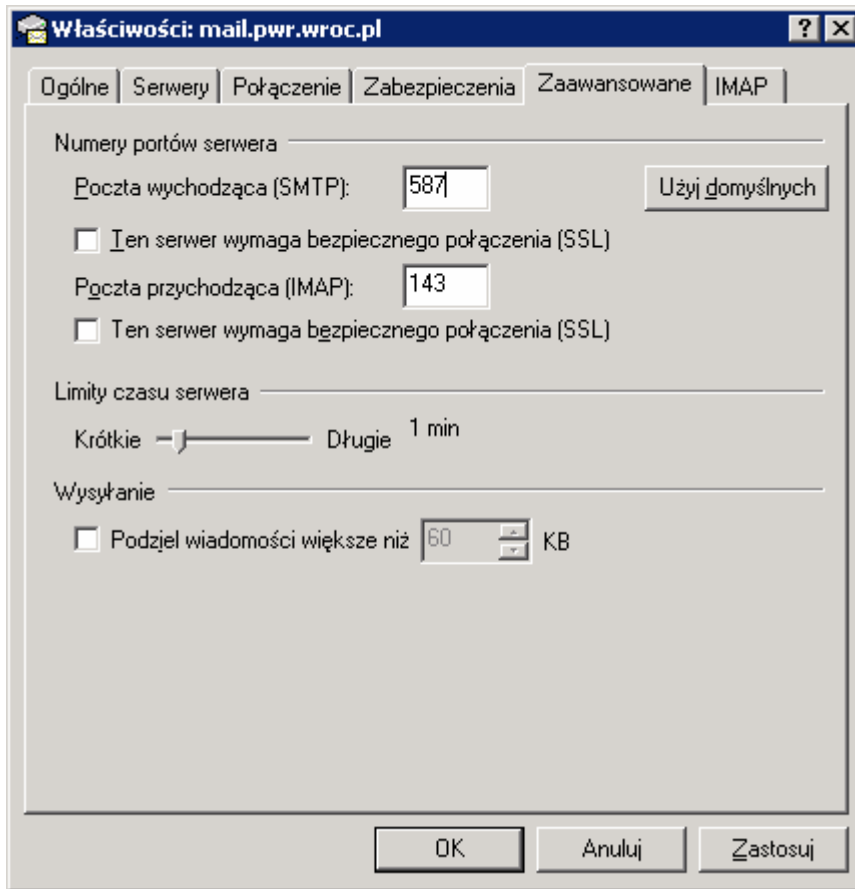 Właściwości: mail.pwr.wroc.pl
Ogólne Serwery Połączenie Zabezpieczenia Zaawansowane IMAP
Numery portów serwera
Poczta wychodząca (SMTP): 587 Użyj domyślnych
Ten serwer wymaga bezpiecznego połączenia (SSL)
Poczta przychodząca (IMAP): 143
Ten serwer wymaga bezpiecznego połączenia (SSL)
Limity czasu serwera
Krótkie Długie 1 min
Wysyłanie
Podziel wiadomości większe niż 60 KB
OK Anuluj Zastosuj